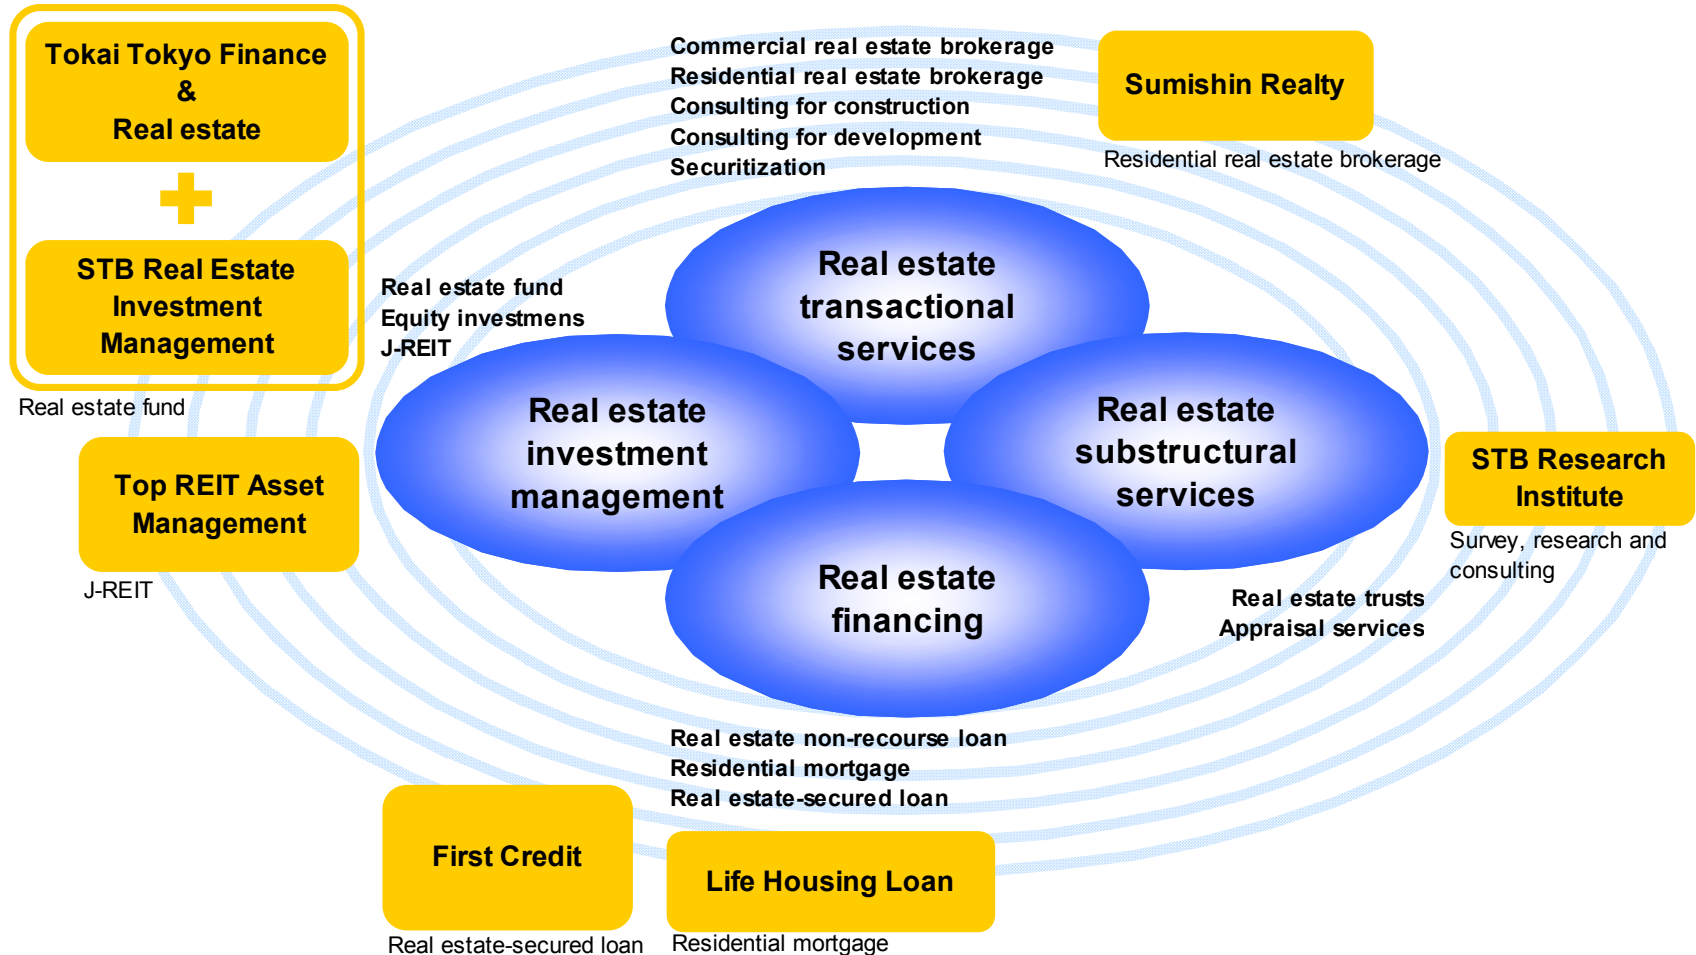 Tokai Tokyo Finance
&
Real estate
STB Real Estate
Investment
Management
Real estate fund
Top REIT Asset
Management
J-REIT
Commercial real estate brokerage
Residential real estate brokerage
Consulting for construction
Consulting for development
Securitization
Sumishin Realty
Residential real estate brokerage
Real estate fund
Equity investmens
J-REIT
Real estate
transactional
services
Real estate
investment
management
Real estate
substructural
services
Real estate
financing
STB Research
Institute
Survey, research and
consulting
Real estate trusts
Appraisal services
Real estate non-recourse loan
Residential mortgage
Real estate-secured loan
First Credit
Real estate-secured loan
Life Housing Loan
Residential mortgage